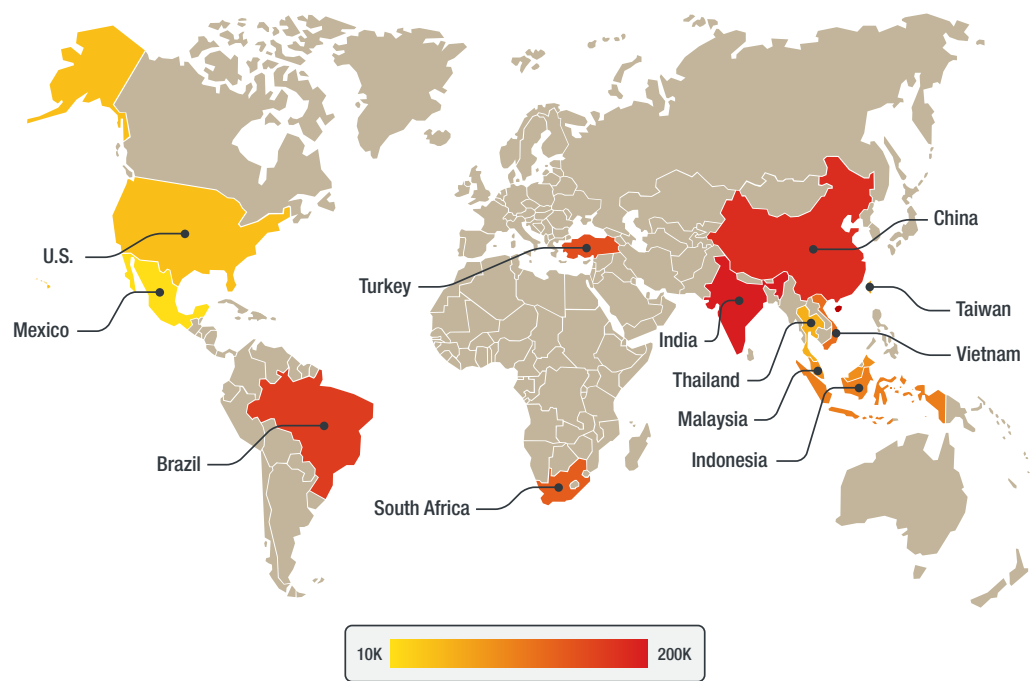 China
U.S.
Turkey
Taiwan
Mexico
India
Vietnam
Thailand
Malaysia
Brazil
Indonesia
South Africa
10K
200K